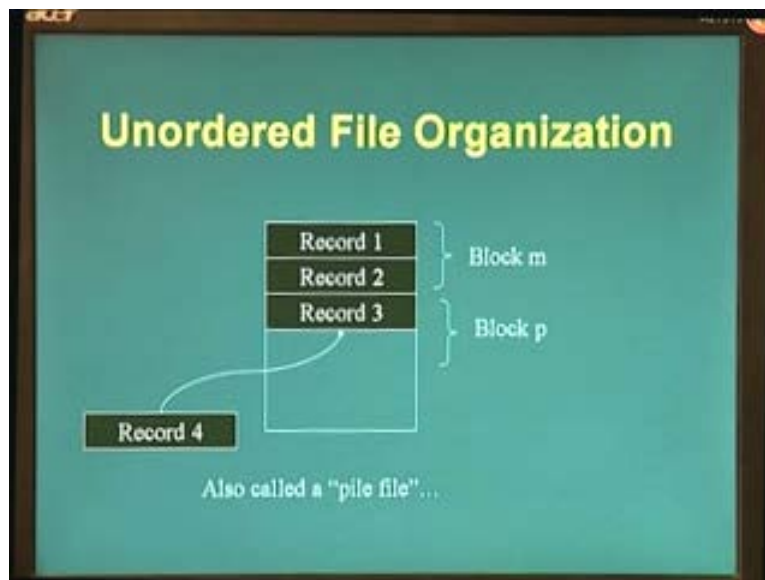 acer
Unordered File Organization
Record 1
Record 2
Block m
Record 3
Block p
Record 4
Also called a “pile file”...